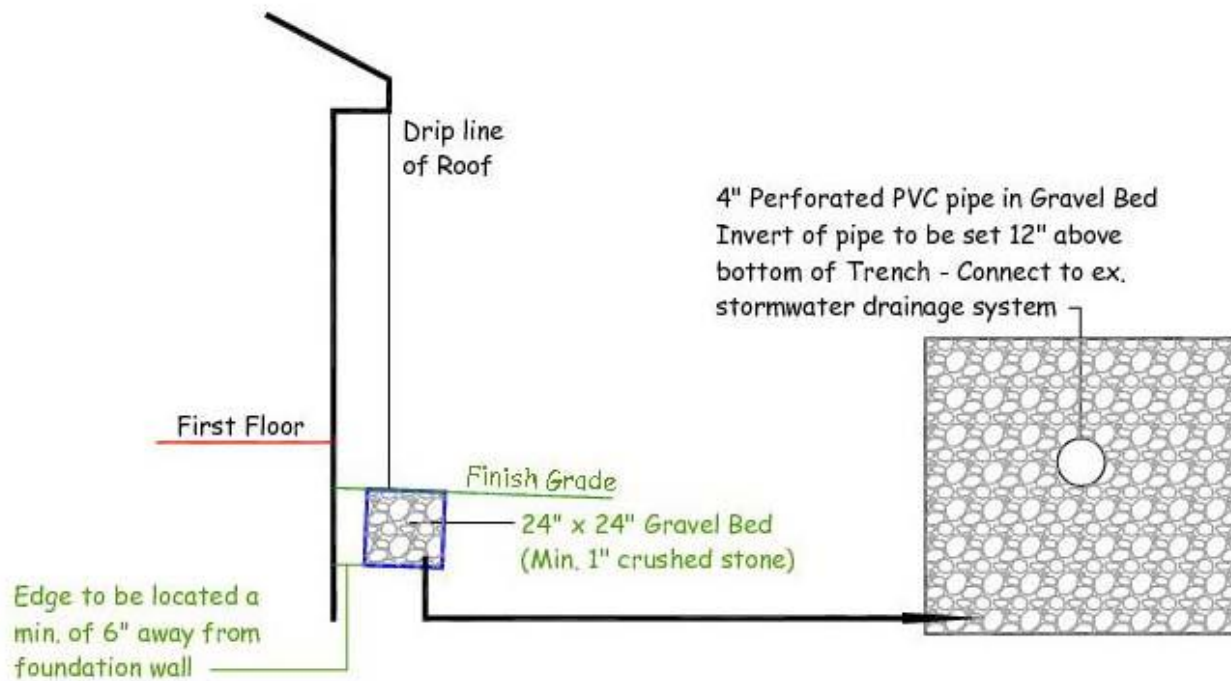 Drip line
of Roof
4" Perforated PVC pipe in Gravel Bed
Invert of pipe to be set 12" above
bottom of Trench - Connect to ex.
stormwater drainage system
First Floor
Finish Grade
24" x 24" Gravel Bed
(Min. 1" crushed stone)
Edge to be located a
min. of 6" away from
foundation wall